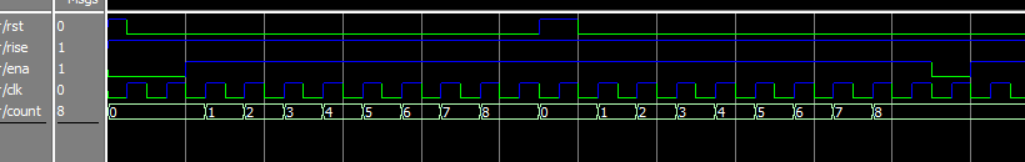 Msgs
r/rst 0
r/rise 1
r/ena 1
r/clk 0
r/count 8 0 1 2 3 4 5 6 7 8 0 1 2 3 4 5 6 7 8